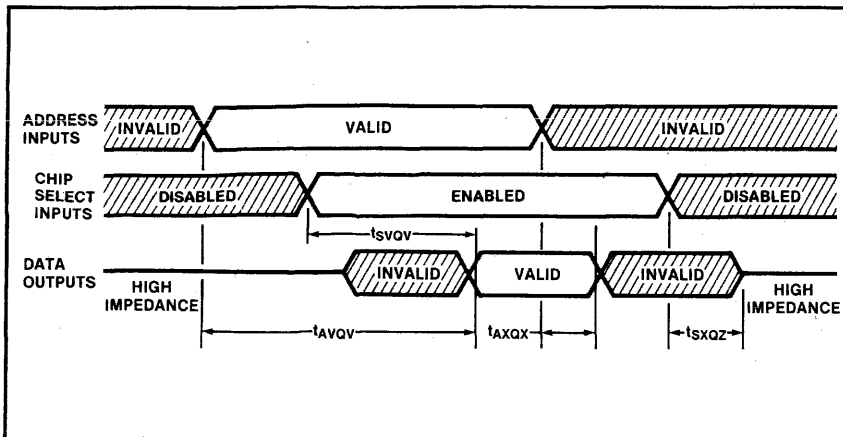 ADDRESS INPUTS
INVALID
VALID
INVALID
CHIP SELECT INPUTS
DISABLED
ENABLED
DISABLED
tSVQV
DATA OUTPUTS
HIGH IMPEDANCE
INVALID
VALID
INVALID
HIGH IMPEDANCE
tAVQV
tAXQX
tSXQZ